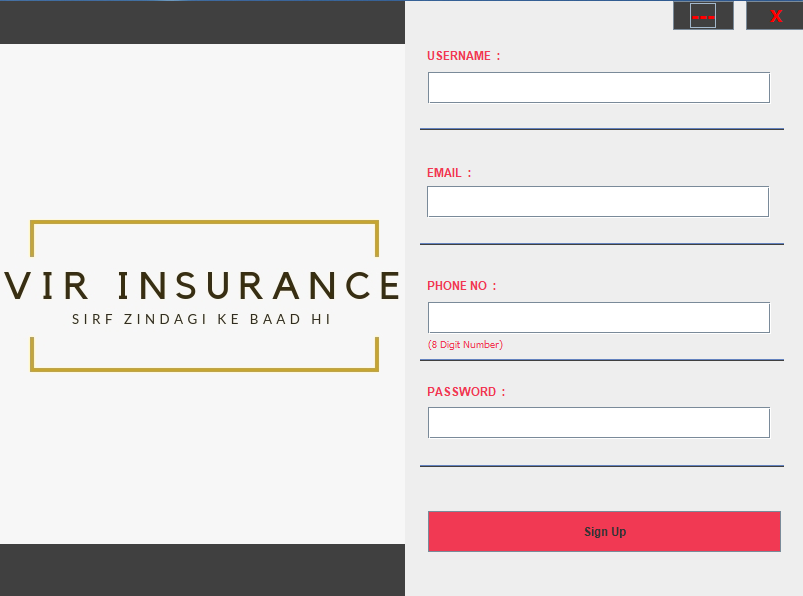 VIR INSURANCE
SIRF ZINDAGI KE BAAD HI
--- X
USERNAME :
EMAIL :
PHONE NO :
(8 Digit Number)
PASSWORD :
Sign Up